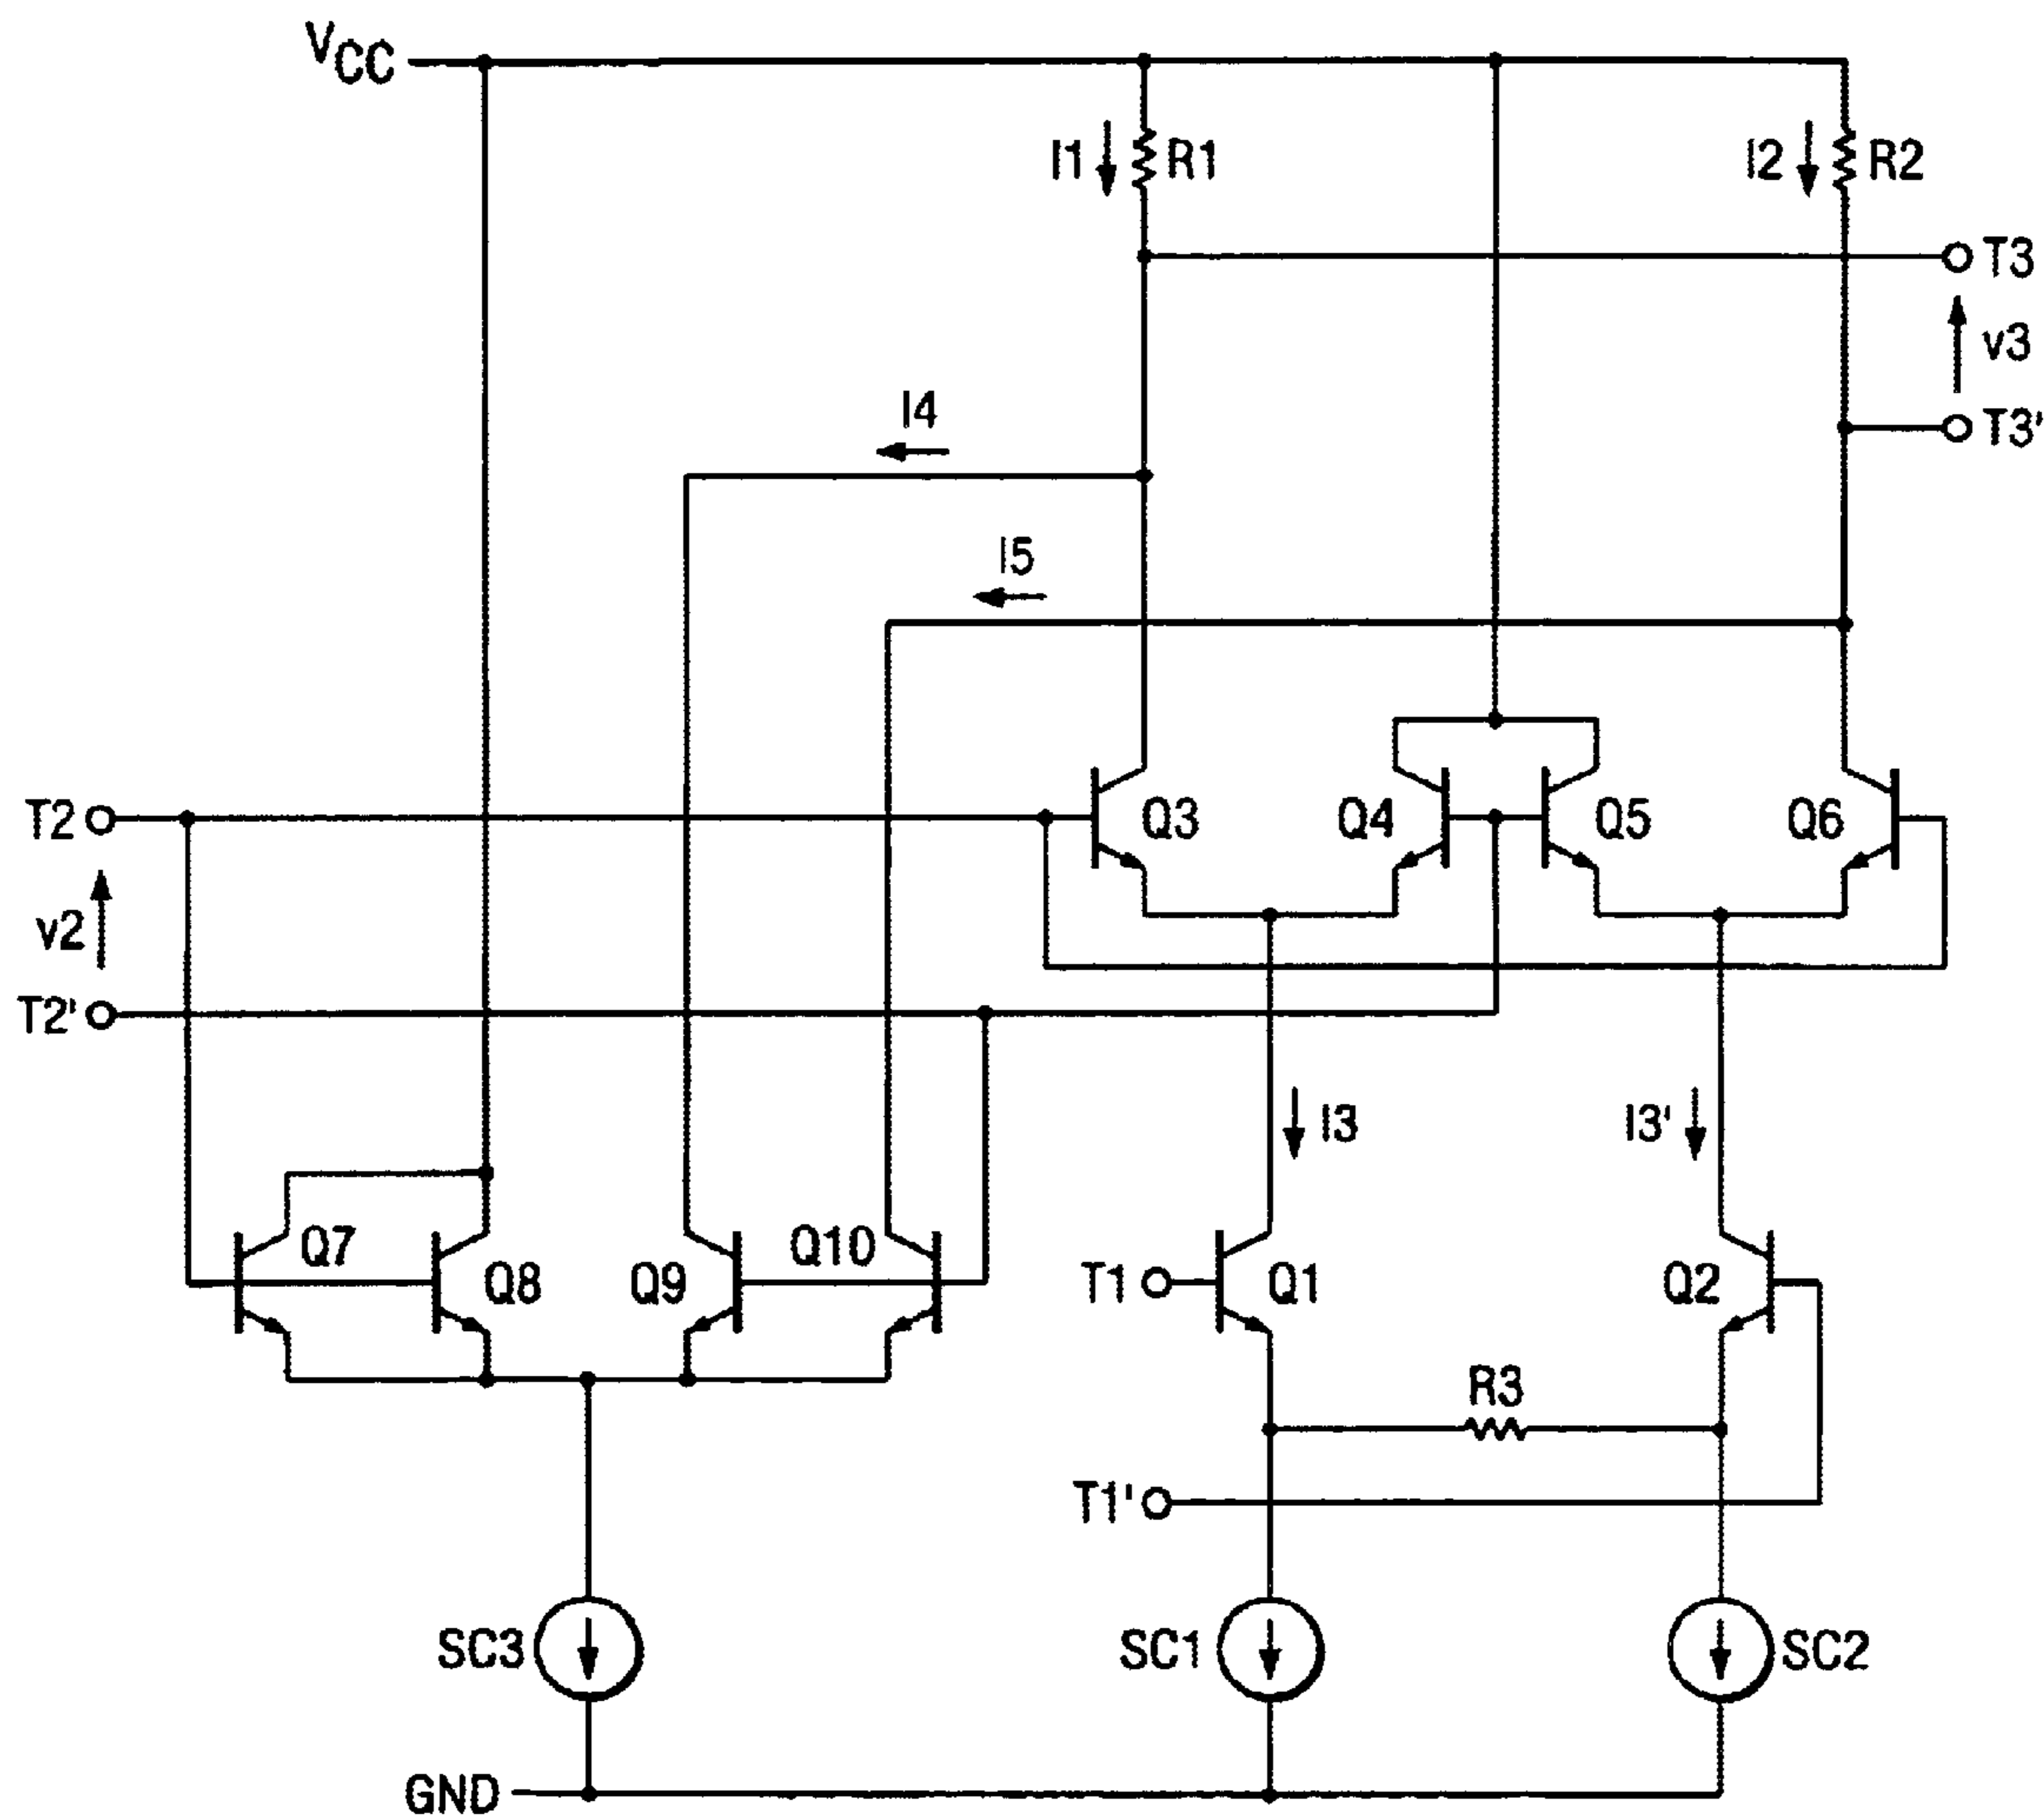 VCC
I1
R1
I2
R2
T3
v3
T3'
I4
I5
T2
Q3
Q4
Q5
Q6
v2
T2'
I3
I3'
Q7
Q8
Q9
Q10
T1
Q1
Q2
R3
T1'
SC3
SC1
SC2
GND